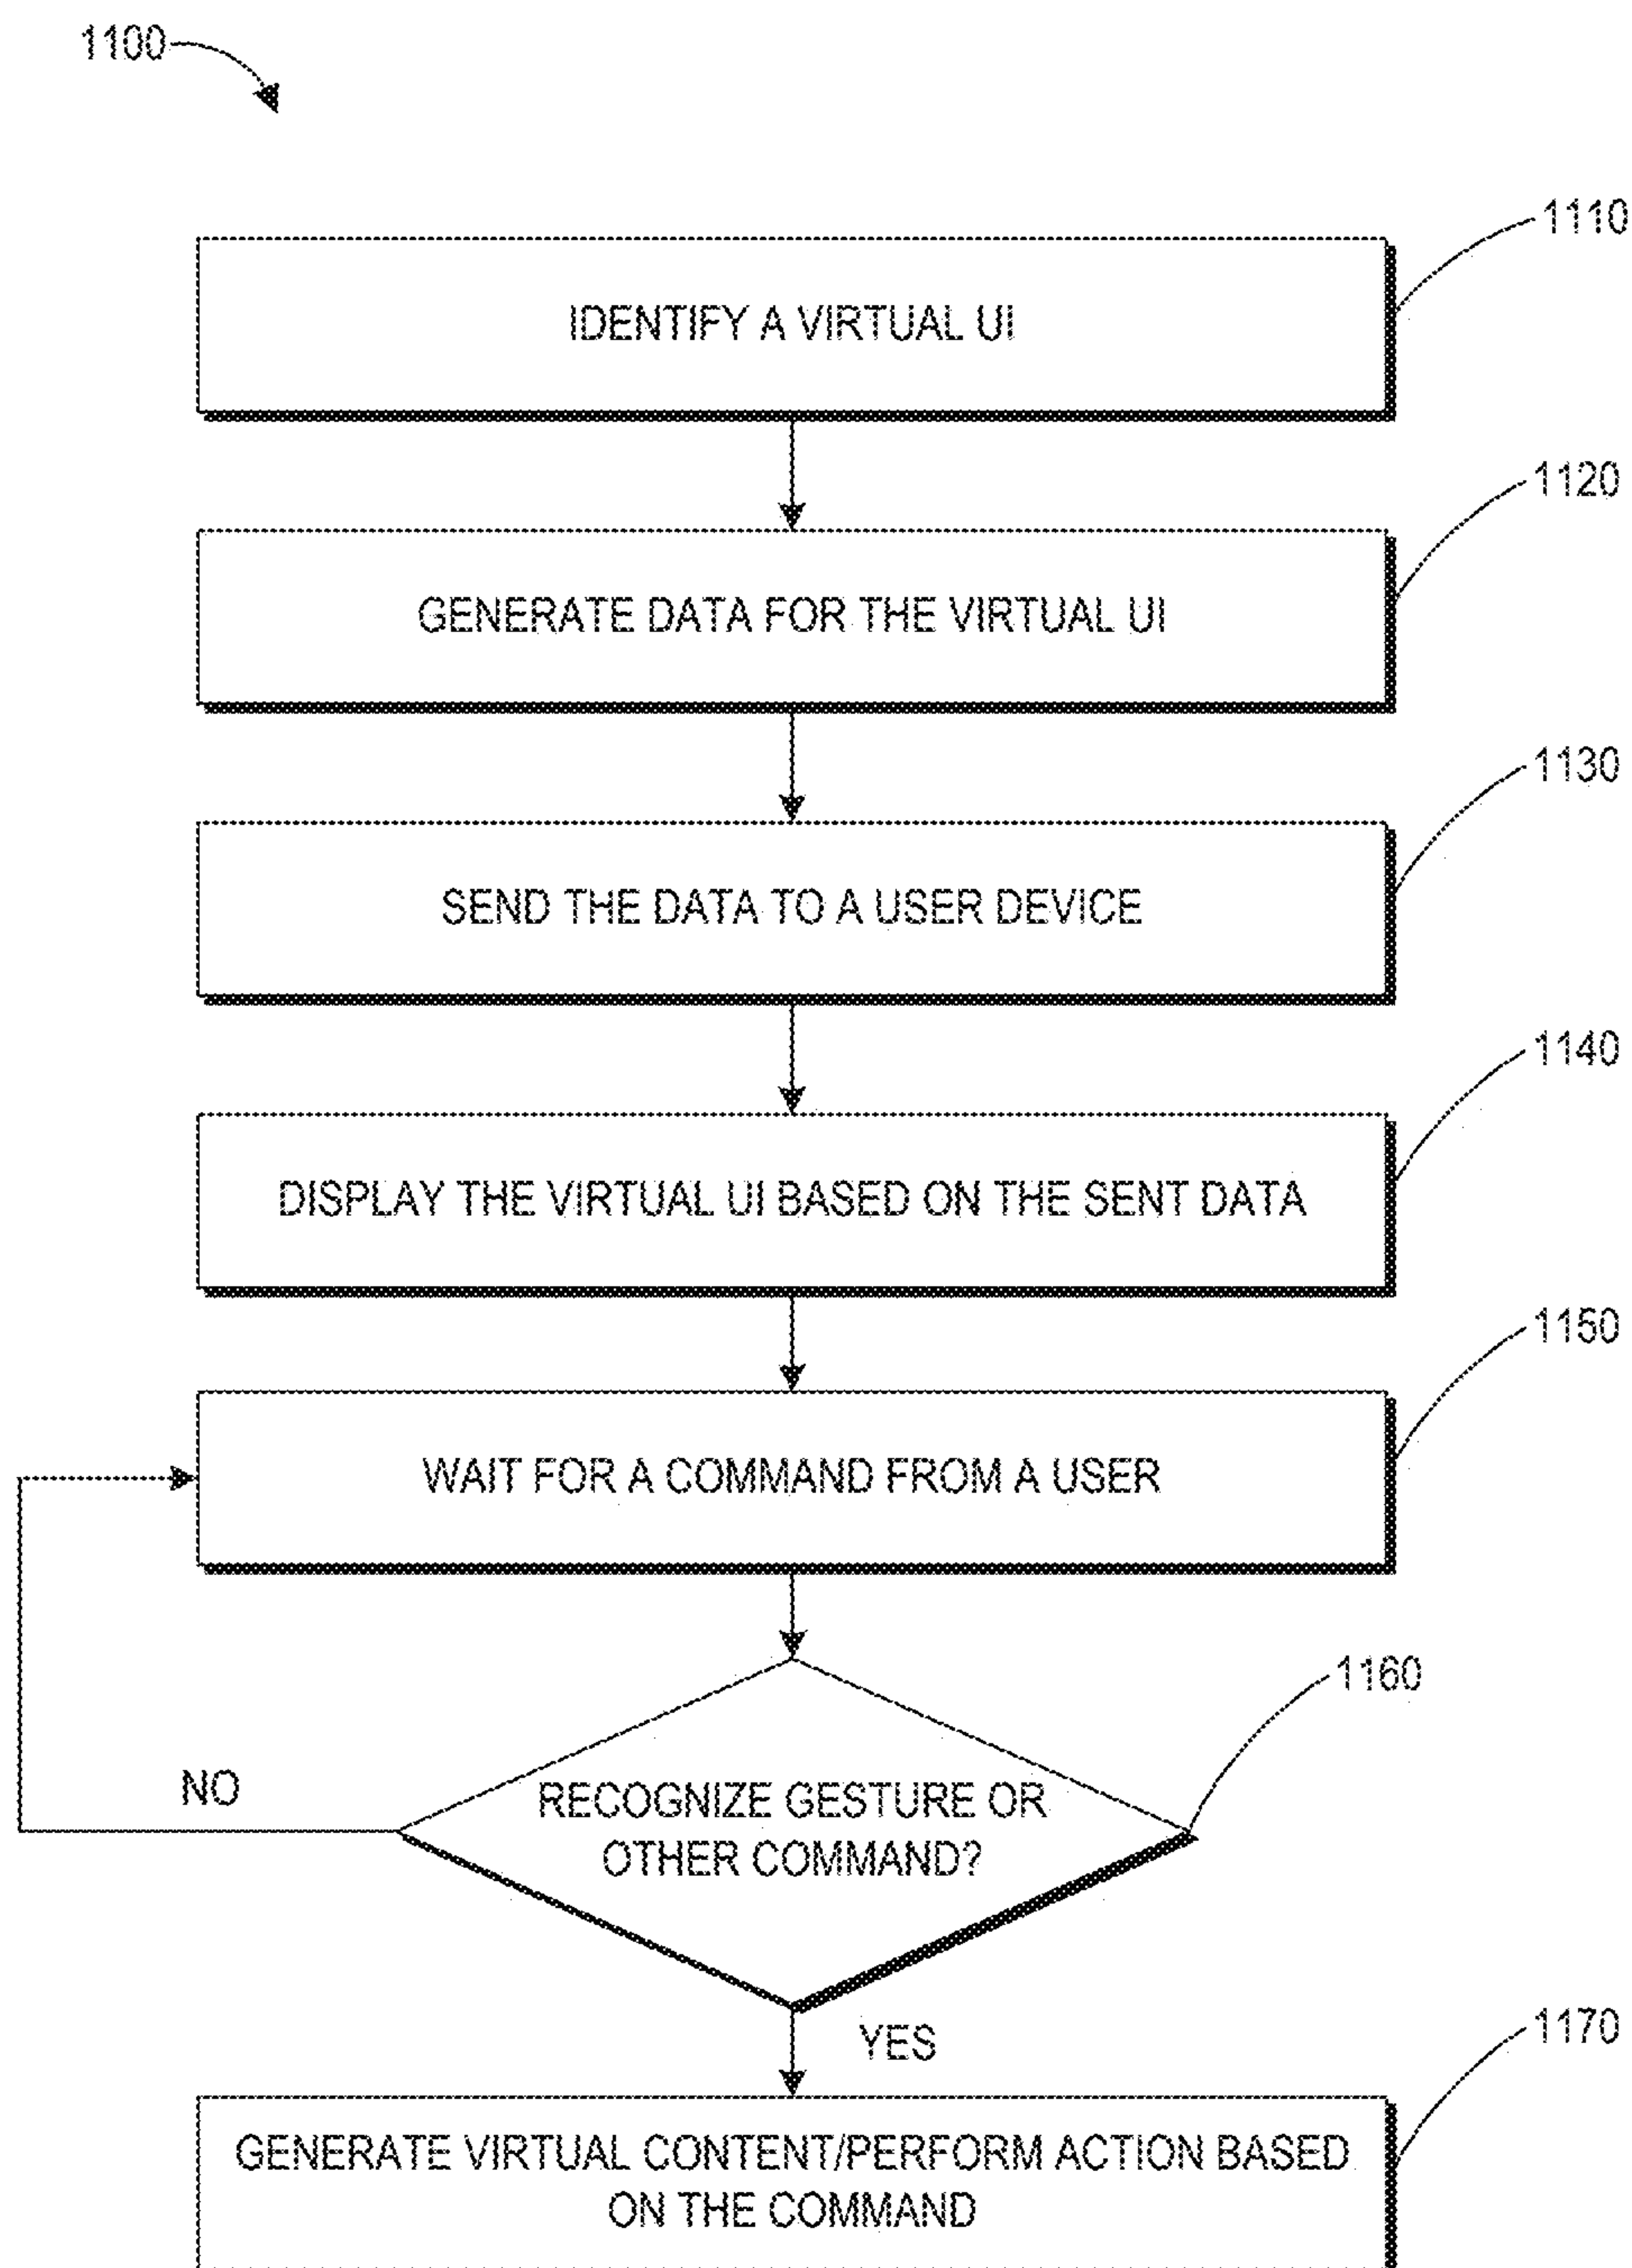 1100
1110
IDENTIFY A VIRTUAL UI
1120
GENERATE DATA FOR THE VIRTUAL UI
1130
SEND THE DATA TO A USER DEVICE
1140
DISPLAY THE VIRTUAL UI BASED ON THE SENT DATA
1150
WAIT FOR A COMMAND FROM A USER
1160
NO
RECOGNIZE GESTURE OR
OTHER COMMAND?
YES
1170
GENERATE VIRTUAL CONTENT/PERFORM ACTION BASED
ON THE COMMAND